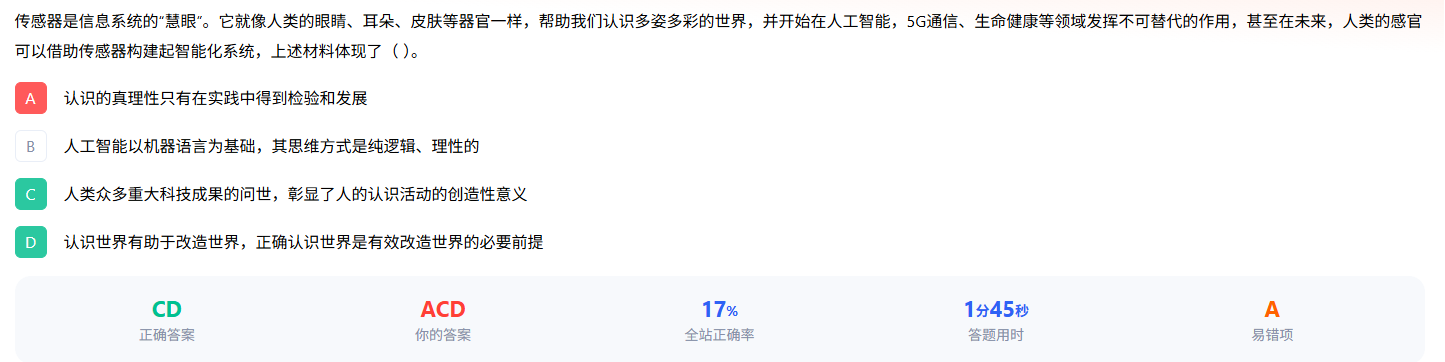 传感器是信息系统的“慧眼”。它就像人类的眼睛、耳朵、皮肤等器官一样，帮助我们认识多姿多彩的世界，并开始在人工智能，5G通信、生命健康等领域发挥不可替代的作用，甚至在未来，人类的感官
可以借助传感器构建起智能化系统，上述材料体现了（ ）。
A 认识的真理性只有在实践中得到检验和发展
B 人工智能以机器语言为基础，其思维方式是纯逻辑、理性的
C 人类众多重大科技成果的问世，彰显了人的认识活动的创造性意义
D 认识世界有助于改造世界，正确认识世界是有效改造世界的必要前提
CD ACD 17% 1分45秒 A
正确答案 你的答案 全站正确率 答题用时 易错项